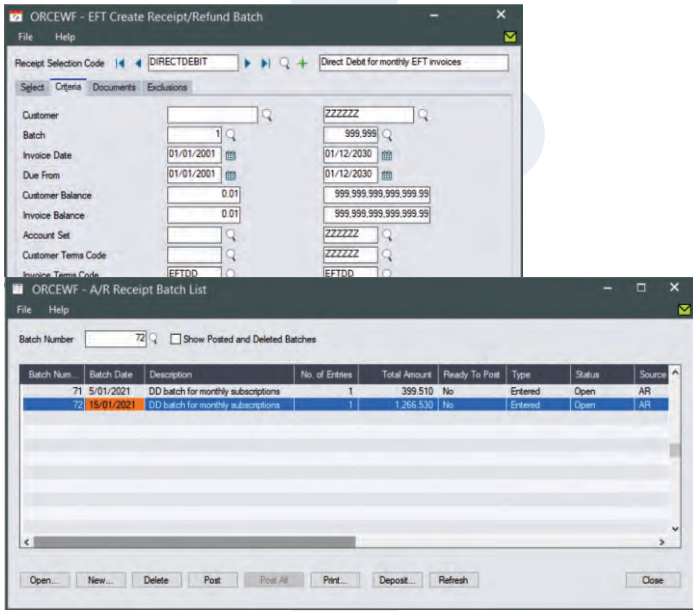 ORCEWF - EFT Create Receipt/Refund Batch
File Help
Receipt Selection Code DIRECTDEBIT Direct Debit for monthly EFT invoices
Select Criteria Documents Exclusions
Customer ZZZZZZ
Batch 1 999,999
Invoice Date 01/01/2001 01/12/2030
Due From 01/01/2001 01/12/2030
Customer Balance 0.01 999,999,999,999,999.99
Invoice Balance 0.01 999,999,999,999,999.99
Account Set ZZZZZZ
Customer Terms Code ZZZZZZ
Invoice Terms Code EFTDD EFTDD
ORCEWF - A/R Receipt Batch List
File Help
Batch Number 72 Show Posted and Deleted Batches
Batch Num... Batch Date Description No. of Entries Total Amount Ready To Post Type Status Source
71 5/01/2021 DD batch for monthly subscriptions 1 399.510 No Entered Open AR
72 15/01/2021 DD batch for monthly subscriptions 1 1,266.530 No Entered Open AR
Open... New... Delete Post Post All Print... Deposit... Refresh Close